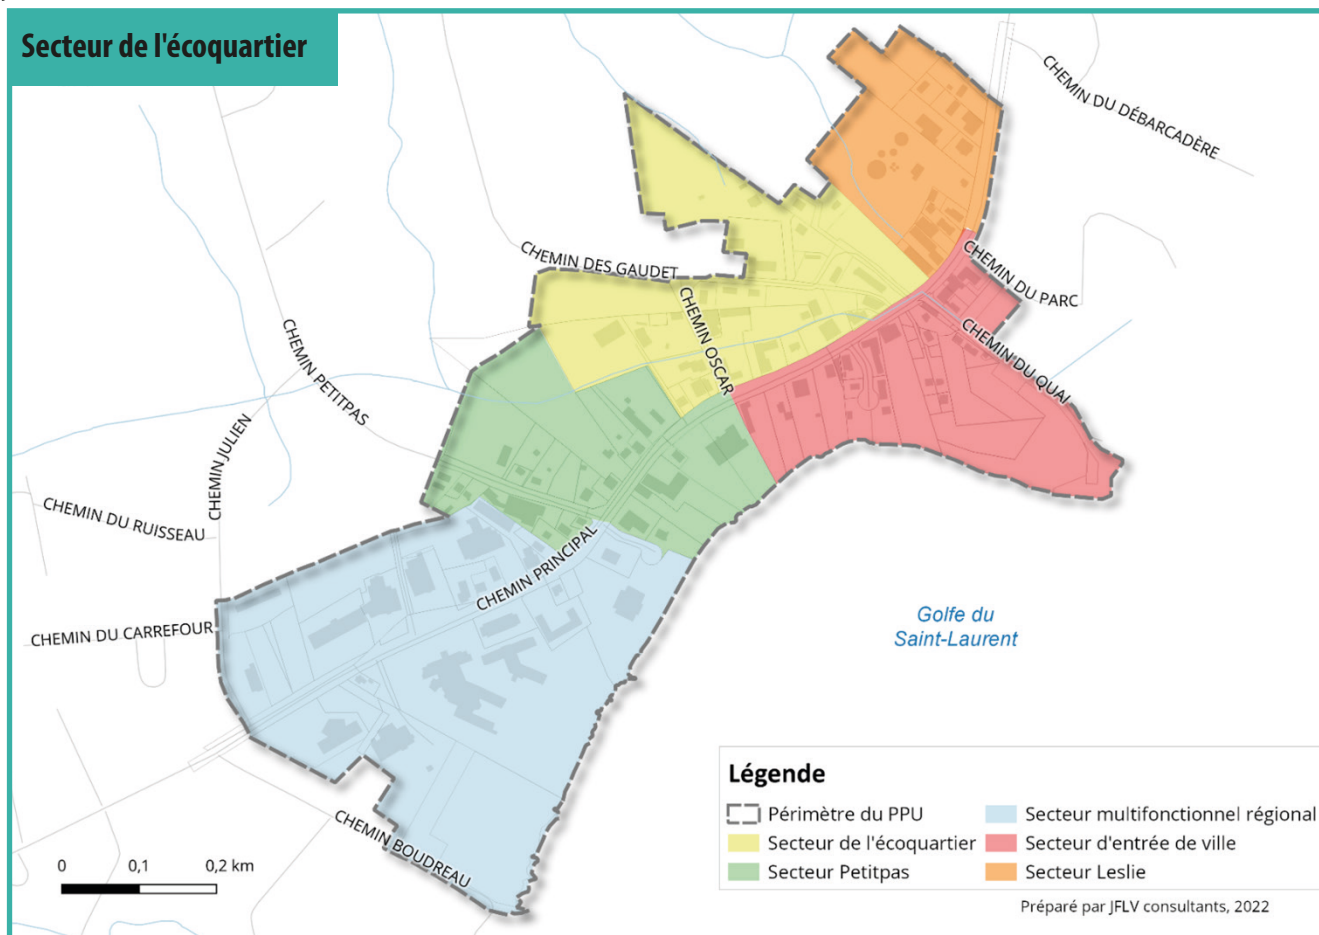 Secteur de l'écoquartier
CHEMIN DU DÉBARCADÈRE
CHEMIN DES GAUDET
CHEMIN DU PARC
CHEMIN OSCAR
CHEMIN DU QUAI
CHEMIN PETITPAS
CHEMIN JULIEN
CHEMIN DU RUISSEAU
CHEMIN PRINCIPAL
CHEMIN DU CARREFOUR
Golfe du
Saint-Laurent
CHEMIN BOUDREAU
0 0,1 0,2 km
Légende
Périmètre du PPU
Secteur de l'écoquartier
Secteur Petitpas
Secteur multifonctionnel régional
Secteur d'entrée de ville
Secteur Leslie
Préparé par JFLV consultants, 2022